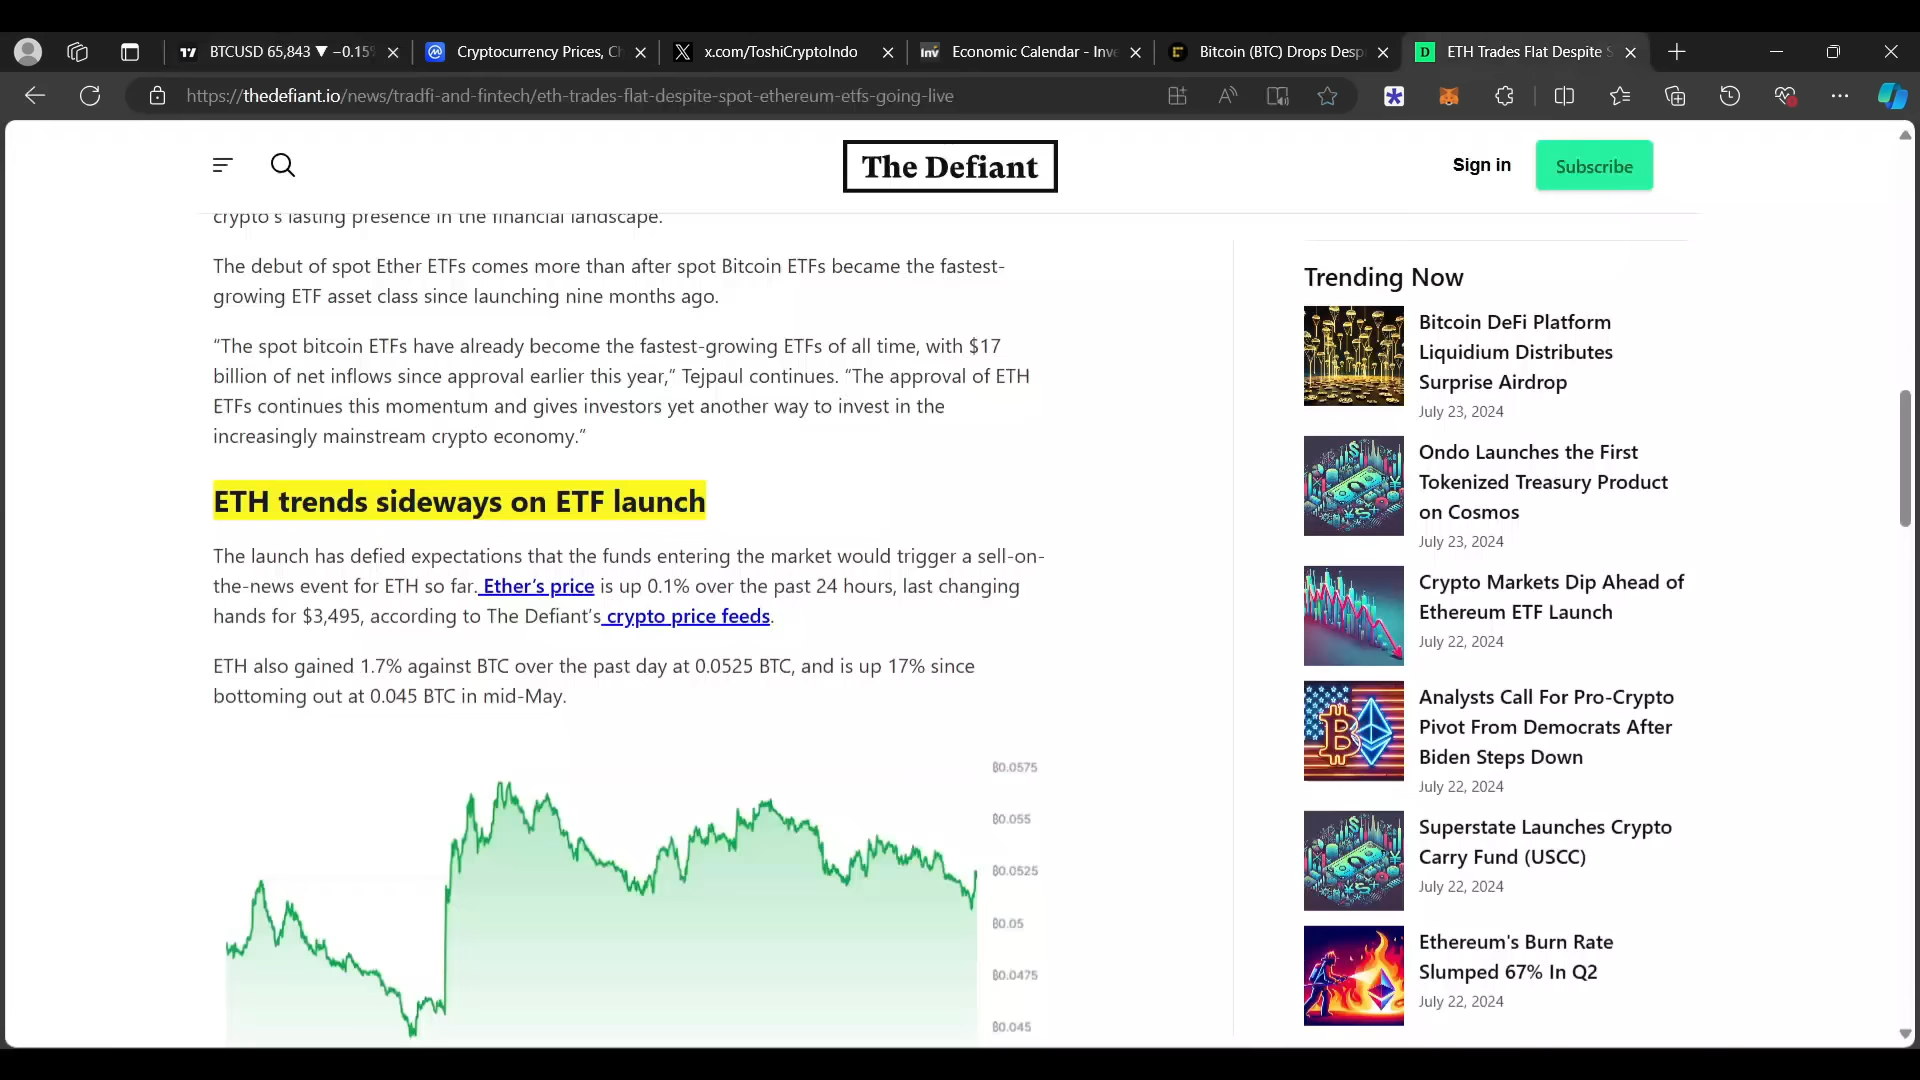 BTCUSD 65,843 ▼ −0.15%
Cryptocurrency Prices, Ch
x.com/ToshiCryptoIndo
Inv
Economic Calendar - Inve
Bitcoin (BTC) Drops Desp
D
ETH Trades Flat Despite S
https://thedefiant.io/news/tradfi-and-fintech/eth-trades-flat-despite-spot-ethereum-etfs-going-live
The Defiant
Sign in
Subscribe
crypto's lasting presence in the financial landscape.
The debut of spot Ether ETFs comes more than after spot Bitcoin ETFs became the fastest-
growing ETF asset class since launching nine months ago.
“The spot bitcoin ETFs have already become the fastest-growing ETFs of all time, with $17
billion of net inflows since approval earlier this year,” Tejpaul continues. “The approval of ETH
ETFs continues this momentum and gives investors yet another way to invest in the
increasingly mainstream crypto economy.”
ETH trends sideways on ETF launch
The launch has defied expectations that the funds entering the market would trigger a sell-on-
the-news event for ETH so far. Ether’s price is up 0.1% over the past 24 hours, last changing
hands for $3,495, according to The Defiant’s crypto price feeds.
ETH also gained 1.7% against BTC over the past day at 0.0525 BTC, and is up 17% since
bottoming out at 0.045 BTC in mid-May.
₿0.0575
₿0.055
₿0.0525
₿0.05
₿0.0475
₿0.045
Trending Now
Bitcoin DeFi Platform
Liquidium Distributes
Surprise Airdrop
July 23, 2024
Ondo Launches the First
Tokenized Treasury Product
on Cosmos
July 23, 2024
Crypto Markets Dip Ahead of
Ethereum ETF Launch
July 22, 2024
Analysts Call For Pro-Crypto
Pivot From Democrats After
Biden Steps Down
July 22, 2024
Superstate Launches Crypto
Carry Fund (USCC)
July 22, 2024
Ethereum's Burn Rate
Slumped 67% In Q2
July 22, 2024